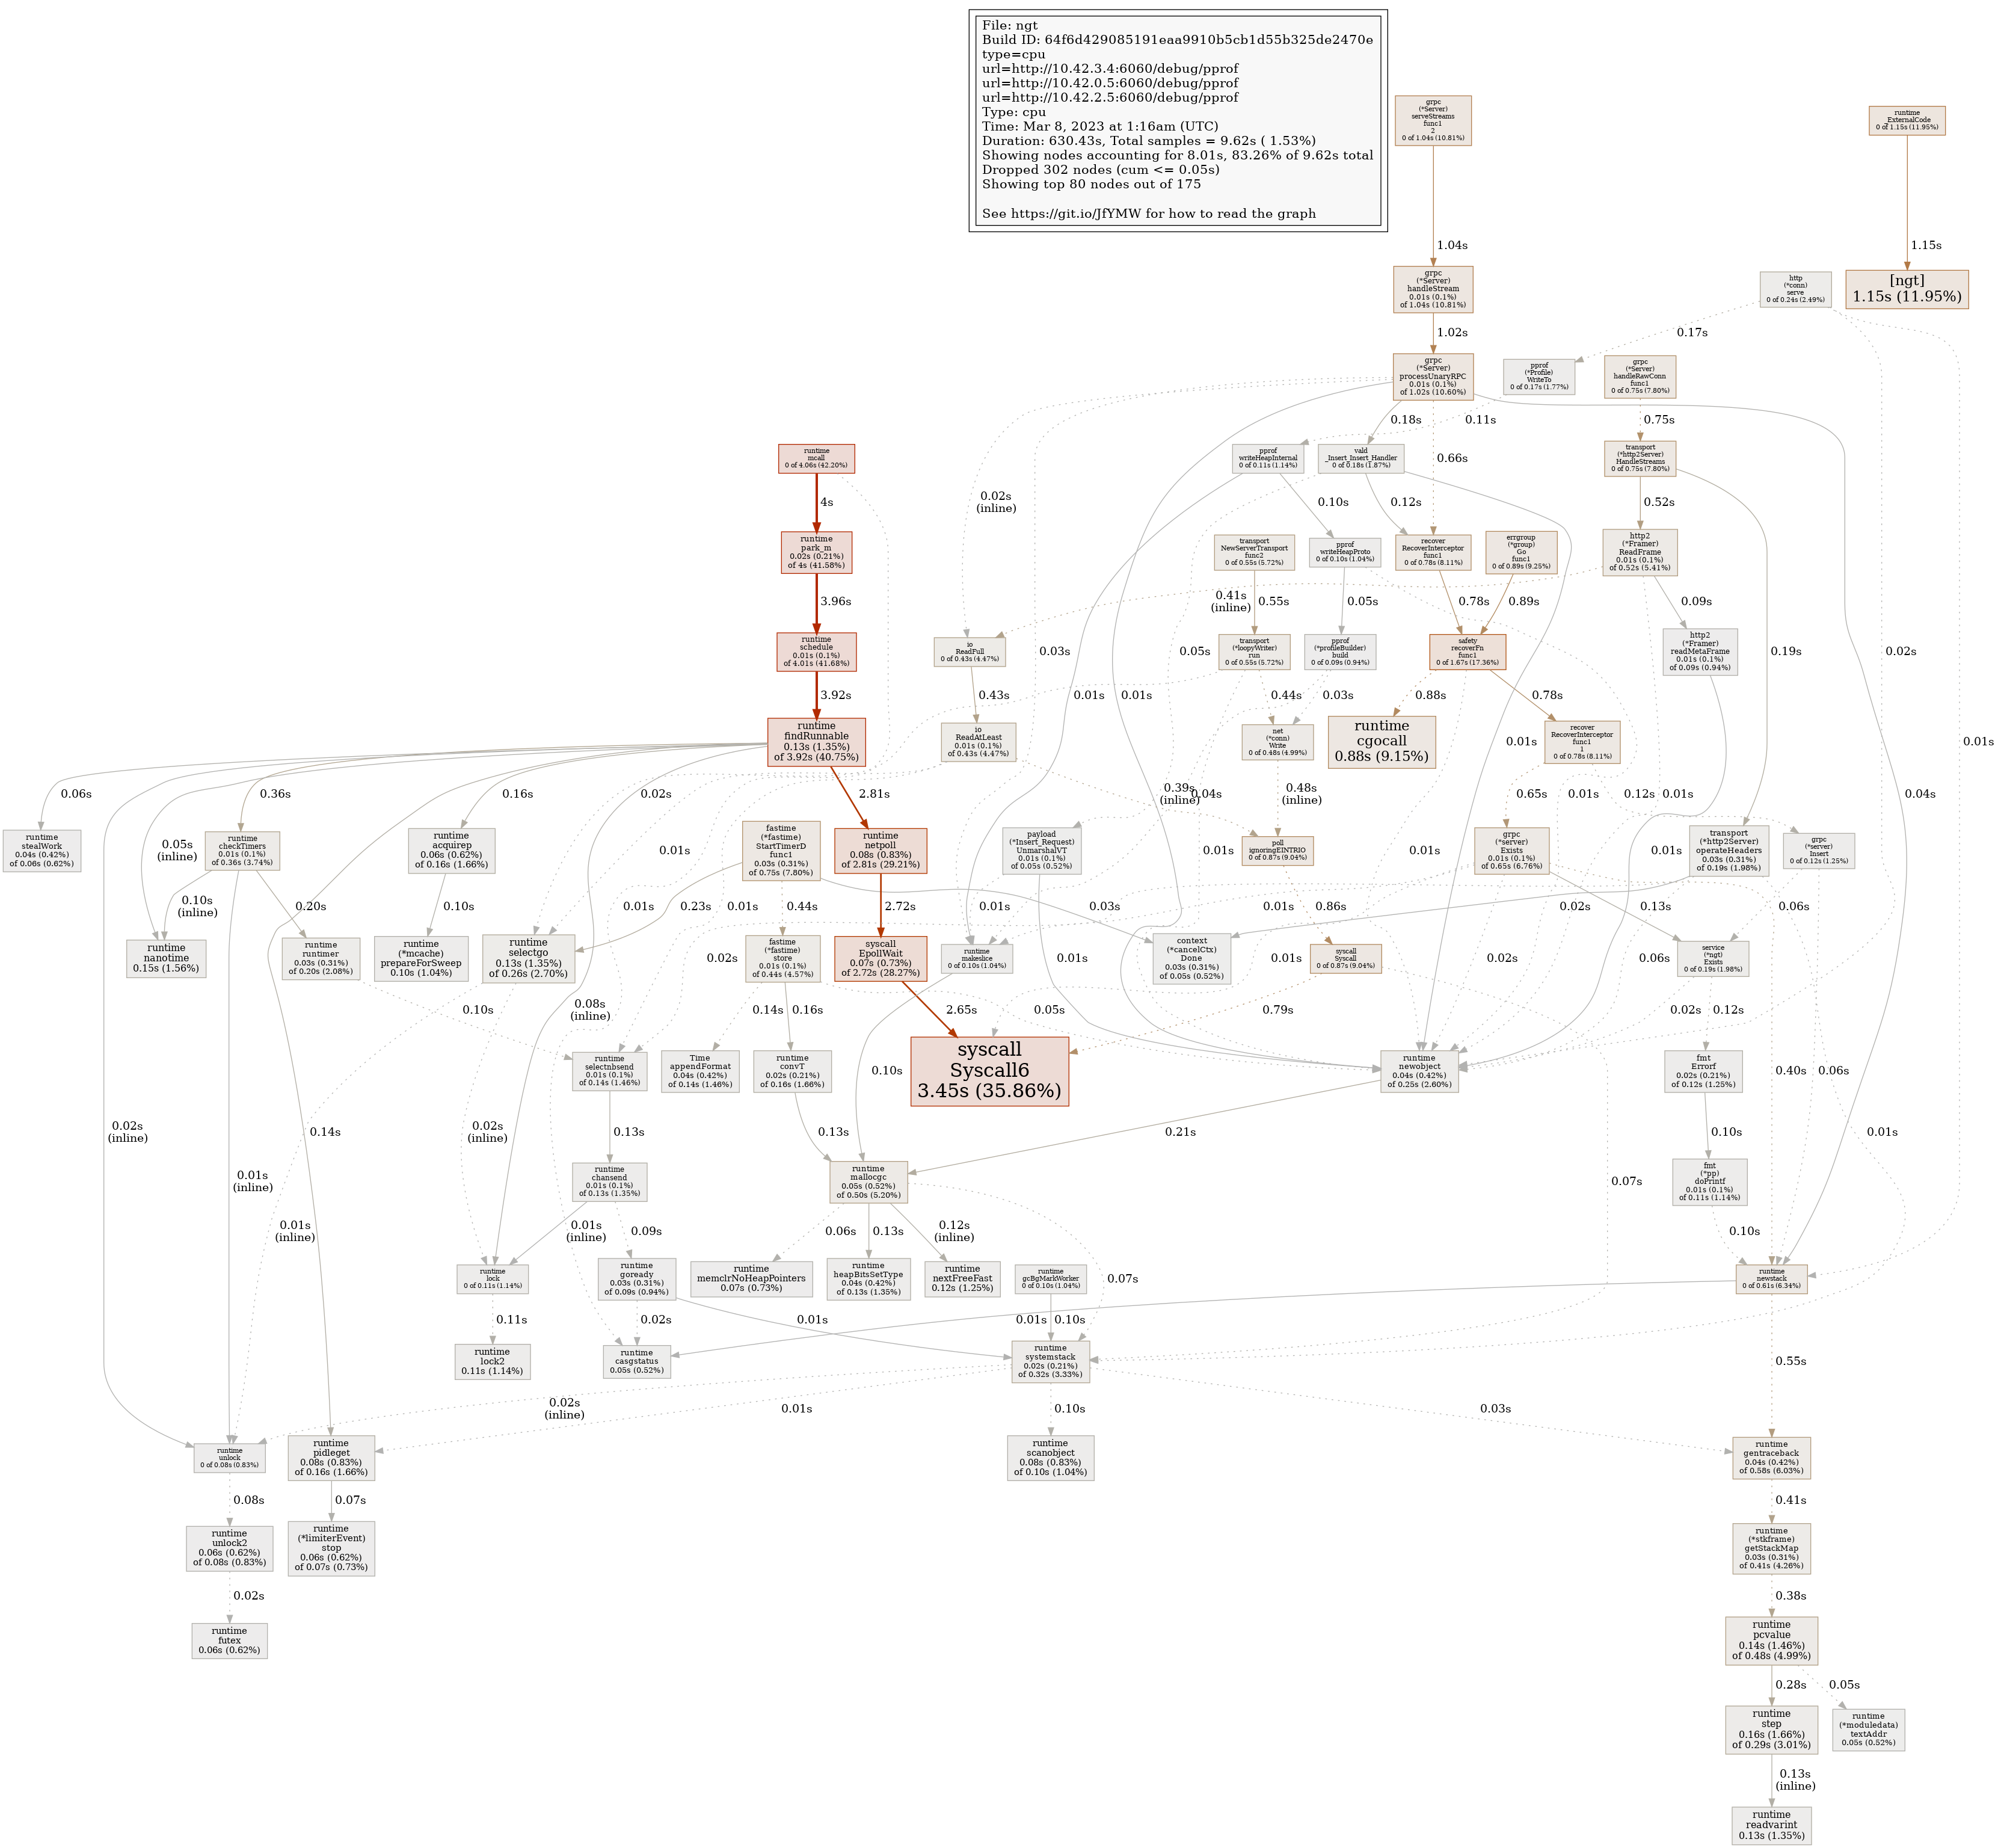 File: ngt
Build ID: 64f6d429085191eaa9910b5cb1d55b325de2470e
type=cpu
url=http://10.42.3.4:6060/debug/pprof
url=http://10.42.0.5:6060/debug/pprof
url=http://10.42.2.5:6060/debug/pprof
Type: cpu
Time: Mar 8, 2023 at 1:16am (UTC)
Duration: 630.43s, Total samples = 9.62s ( 1.53%)
Showing nodes accounting for 8.01s, 83.26% of 9.62s total
Dropped 302 nodes (cum <= 0.05s)
Showing top 80 nodes out of 175
See https://git.io/JfYMW for how to read the graph
grpc
(*Server)
serveStreams
func1
2
0 of 1.04s (10.81%)
runtime
_ExternalCode
0 of 1.15s (11.95%)
1.04s
1.15s
grpc
(*Server)
handleStream
0.01s (0.1%)
of 1.04s (10.81%)
http
(*conn)
serve
0 of 0.24s (2.49%)
[ngt]
1.15s (11.95%)
1.02s
0.17s
grpc
(*Server)
processUnaryRPC
0.01s (0.1%)
of 1.02s (10.60%)
pprof
(*Profile)
WriteTo
0 of 0.17s (1.77%)
grpc
(*Server)
handleRawConn
func1
0 of 0.75s (7.80%)
0.18s
0.11s
0.75s
runtime
mcall
0 of 4.06s (42.20%)
pprof
writeHeapInternal
0 of 0.11s (1.14%)
vald
_Insert_Insert_Handler
0 of 0.18s (1.87%)
0.66s
transport
(*http2Server)
HandleStreams
0 of 0.75s (7.80%)
4s
0.02s
(inline)
0.10s
0.12s
0.52s
runtime
park_m
0.02s (0.21%)
of 4s (41.58%)
transport
NewServerTransport
func2
0 of 0.55s (5.72%)
pprof
writeHeapProto
0 of 0.10s (1.04%)
recover
RecoverInterceptor
func1
0 of 0.78s (8.11%)
errgroup
(*group)
Go
func1
0 of 0.89s (9.25%)
http2
(*Framer)
ReadFrame
0.01s (0.1%)
of 0.52s (5.41%)
3.96s
0.41s
(inline)
0.55s
0.05s
0.78s
0.89s
0.09s
runtime
schedule
0.01s (0.1%)
of 4.01s (41.68%)
io
ReadFull
0 of 0.43s (4.47%)
0.03s
0.05s
transport
(*loopyWriter)
run
0 of 0.55s (5.72%)
pprof
(*profileBuilder)
build
0 of 0.09s (0.94%)
safety
recoverFn
func1
0 of 1.67s (17.36%)
http2
(*Framer)
readMetaFrame
0.01s (0.1%)
of 0.09s (0.94%)
0.19s
0.02s
3.92s
0.43s
0.01s
0.01s
0.44s
0.03s
0.88s
0.78s
runtime
findRunnable
0.13s (1.35%)
of 3.92s (40.75%)
io
ReadAtLeast
0.01s (0.1%)
of 0.43s (4.47%)
net
(*conn)
Write
0 of 0.48s (4.99%)
runtime
cgocall
0.88s (9.15%)
recover
RecoverInterceptor
func1
1
0 of 0.78s (8.11%)
0.01s
0.01s
0.06s
0.36s
0.16s
0.02s
2.81s
0.39s
(inline)
0.04s
0.48s
(inline)
0.65s
0.01s
0.12s
0.01s
0.04s
runtime
stealWork
0.04s (0.42%)
of 0.06s (0.62%)
0.05s
(inline)
runtime
checkTimers
0.01s (0.1%)
of 0.36s (3.74%)
runtime
acquirep
0.06s (0.62%)
of 0.16s (1.66%)
0.01s
fastime
(*fastime)
StartTimerD
func1
0.03s (0.31%)
of 0.75s (7.80%)
runtime
netpoll
0.08s (0.83%)
of 2.81s (29.21%)
payload
(*Insert_Request)
UnmarshalVT
0.01s (0.1%)
of 0.05s (0.52%)
0.01s
poll
ignoringEINTRIO
0 of 0.87s (9.04%)
0.01s
grpc
(*server)
Exists
0.01s (0.1%)
of 0.65s (6.76%)
0.01s
transport
(*http2Server)
operateHeaders
0.03s (0.31%)
of 0.19s (1.98%)
grpc
(*server)
Insert
0 of 0.12s (1.25%)
0.10s
(inline)
0.20s
0.10s
0.01s
0.01s
0.23s
0.44s
2.72s
0.01s
0.03s
0.01s
0.86s
0.02s
0.13s
0.06s
runtime
nanotime
0.15s (1.56%)
runtime
runtimer
0.03s (0.31%)
of 0.20s (2.08%)
runtime
(*mcache)
prepareForSweep
0.10s (1.04%)
runtime
selectgo
0.13s (1.35%)
of 0.26s (2.70%)
0.02s
fastime
(*fastime)
store
0.01s (0.1%)
of 0.44s (4.57%)
syscall
EpollWait
0.07s (0.73%)
of 2.72s (28.27%)
runtime
makeslice
0 of 0.10s (1.04%)
context
(*cancelCtx)
Done
0.03s (0.31%)
of 0.05s (0.52%)
0.01s
syscall
Syscall
0 of 0.87s (9.04%)
0.02s
0.06s
service
(*ngt)
Exists
0 of 0.19s (1.98%)
0.10s
0.08s
(inline)
0.14s
0.16s
2.65s
0.05s
0.01s
0.79s
0.02s
0.12s
runtime
selectnbsend
0.01s (0.1%)
of 0.14s (1.46%)
Time
appendFormat
0.04s (0.42%)
of 0.14s (1.46%)
runtime
convT
0.02s (0.21%)
of 0.16s (1.66%)
0.10s
syscall
Syscall6
3.45s (35.86%)
runtime
newobject
0.04s (0.42%)
of 0.25s (2.60%)
fmt
Errorf
0.02s (0.21%)
of 0.12s (1.25%)
0.40s
0.06s
0.02s
(inline)
0.14s
0.02s
(inline)
0.13s
0.13s
0.21s
0.10s
0.01s
0.01s
(inline)
runtime
chansend
0.01s (0.1%)
of 0.13s (1.35%)
runtime
mallocgc
0.05s (0.52%)
of 0.50s (5.20%)
0.07s
fmt
(*pp)
doPrintf
0.01s (0.1%)
of 0.11s (1.14%)
0.01s
(inline)
0.01s
(inline)
0.09s
0.06s
0.13s
0.12s
(inline)
0.10s
runtime
lock
0 of 0.11s (1.14%)
runtime
goready
0.03s (0.31%)
of 0.09s (0.94%)
runtime
memclrNoHeapPointers
0.07s (0.73%)
runtime
heapBitsSetType
0.04s (0.42%)
of 0.13s (1.35%)
runtime
nextFreeFast
0.12s (1.25%)
runtime
gcBgMarkWorker
0 of 0.10s (1.04%)
0.07s
runtime
newstack
0 of 0.61s (6.34%)
0.11s
0.02s
0.01s
0.01s
0.10s
runtime
lock2
0.11s (1.14%)
runtime
casgstatus
0.05s (0.52%)
runtime
systemstack
0.02s (0.21%)
of 0.32s (3.33%)
0.55s
0.02s
(inline)
0.01s
0.10s
0.03s
runtime
unlock
0 of 0.08s (0.83%)
runtime
pidleget
0.08s (0.83%)
of 0.16s (1.66%)
runtime
scanobject
0.08s (0.83%)
of 0.10s (1.04%)
runtime
gentraceback
0.04s (0.42%)
of 0.58s (6.03%)
0.08s
0.07s
0.41s
runtime
unlock2
0.06s (0.62%)
of 0.08s (0.83%)
runtime
(*limiterEvent)
stop
0.06s (0.62%)
of 0.07s (0.73%)
runtime
(*stkframe)
getStackMap
0.03s (0.31%)
of 0.41s (4.26%)
0.02s
0.38s
runtime
futex
0.06s (0.62%)
runtime
pcvalue
0.14s (1.46%)
of 0.48s (4.99%)
0.28s
0.05s
runtime
step
0.16s (1.66%)
of 0.29s (3.01%)
runtime
(*moduledata)
textAddr
0.05s (0.52%)
0.13s
(inline)
runtime
readvarint
0.13s (1.35%)